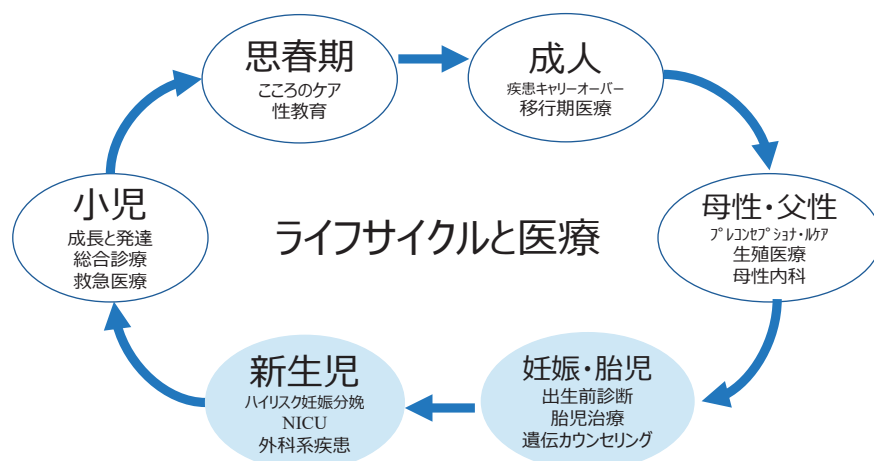 思春期
こころのケア
性教育
成人
疾患キャリーオーバー
移行期医療
母性・父性
プレコンセプショナ・ルケア
生殖医療
母性内科
妊娠・胎児
出生前診断
胎児治療
遺伝カウンセリング
新生児
ハイリスク妊娠分娩
NICU
外科系疾患
小児
成長と発達
総合診療
救急医療
ライフサイクルと医療